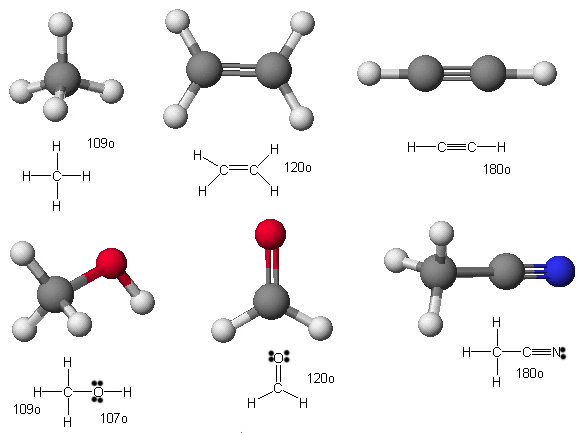 H
109o
H—C—H
H
H H
C=C
H H
120o
H—C≡C—H
180o
H
H—C—O—H
H
109o
107o
O
C
H H
120o
H
H—C—C≡N:
H
180o